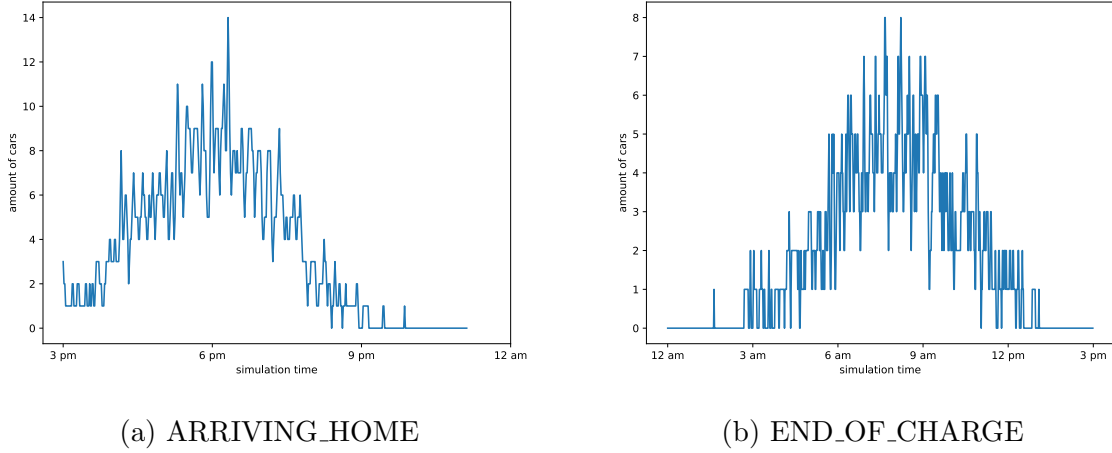 14
12
10
8
6
4
2
0
amount of cars
3 pm
6 pm
9 pm
12 am
simulation time
(a) ARRIVING_HOME
8
7
6
5
4
3
2
1
0
amount of cars
12 am
3 am
6 am
9 am
12 pm
3 pm
simulation time
(b) END_OF_CHARGE